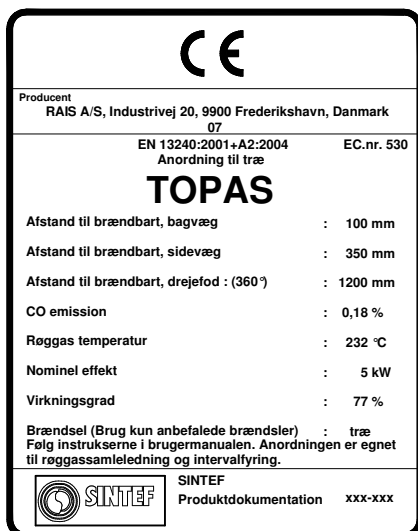 CE
Producent
RAIS A/S, Industrivej 20, 9900 Frederikshavn, Danmark
07
EN 13240:2001+A2:2004 EC.nr. 530
Anordning til træ
TOPAS
Afstand til brændbart, bagvæg : 100 mm
Afstand til brændbart, sidevæg : 350 mm
Afstand til brændbart, drejefod : (360°) : 1200 mm
CO emission : 0,18 %
Røggas temperatur : 232 °C
Nominel effekt : 5 kW
Virkningsgrad : 77 %
Brændsel (Brug kun anbefalede brændsler) : træ
Følg instrukserne i brugermanualen. Anordningen er egnet
til røggassamleledning og intervalfyring.
SINTEF
SINTEF
Produktdokumentation xxx-xxx